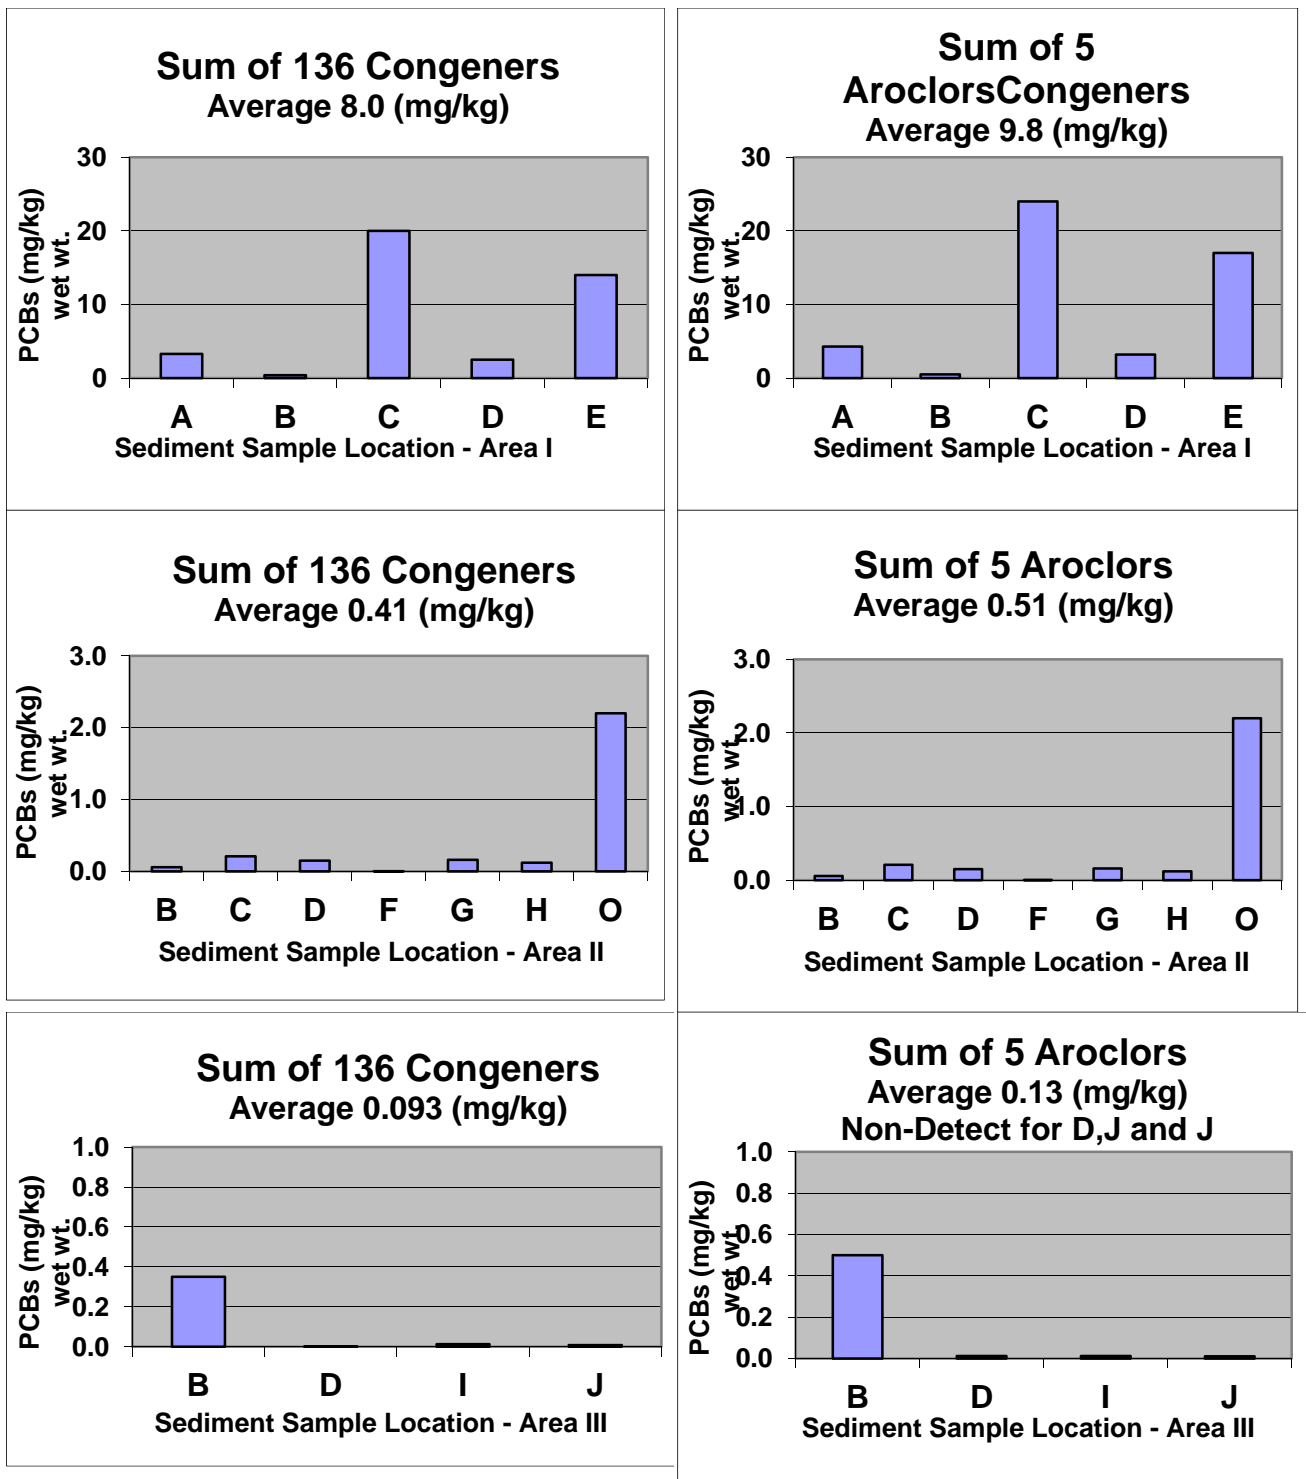 Sum of 136 Congeners
Average 8.0 (mg/kg)
PCBs (mg/kg)
wet wt.
30
20
10
0
A B C D E
Sediment Sample Location - Area I
Sum of 5
AroclorsCongeners
Average 9.8 (mg/kg)
PCBs (mg/kg)
wet wt.
30
20
10
0
A B C D E
Sediment Sample Location - Area I
Sum of 136 Congeners
Average 0.41 (mg/kg)
PCBs (mg/kg)
wet wt.
3.0
2.0
1.0
0.0
B C D F G H O
Sediment Sample Location - Area II
Sum of 5 Aroclors
Average 0.51 (mg/kg)
PCBs (mg/kg)
wet wt.
3.0
2.0
1.0
0.0
B C D F G H O
Sediment Sample Location - Area II
Sum of 136 Congeners
Average 0.093 (mg/kg)
PCBs (mg/kg)
wet wt.
1.0
0.8
0.6
0.4
0.2
0.0
B D I J
Sediment Sample Location - Area III
Sum of 5 Aroclors
Average 0.13 (mg/kg)
Non-Detect for D,J and J
PCBs (mg/kg)
wet wt.
1.0
0.8
0.6
0.4
0.2
0.0
B D I J
Sediment Sample Location - Area III